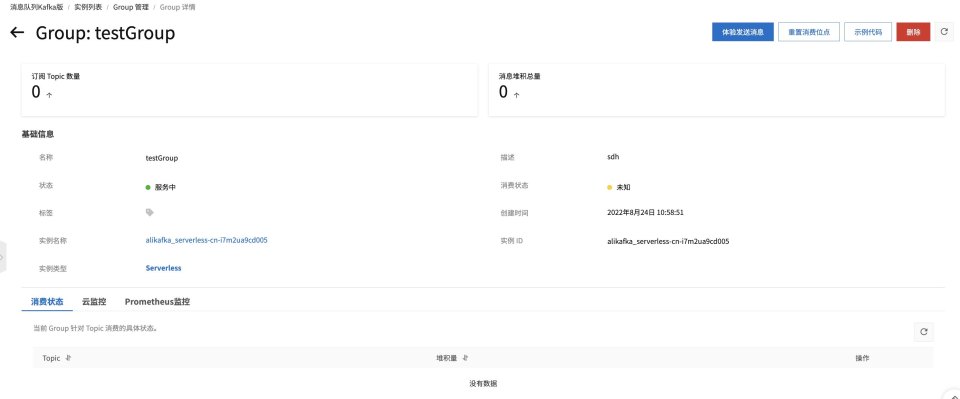 消息队列Kafka版 / 实例列表 / Group 管理 / Group 详情
← Group: testGroup
体验发送消息 重置消费位点 示例代码 删除
订阅 Topic 数量 消息堆积总量
0 0
基础信息
名称 testGroup 描述 sdh
状态 服务中 消费状态 未知
标签 创建时间 2022年8月24日 10:58:51
实例名称 alikafka_serverless-cn-i7m2ua9cd005 实例 ID alikafka_serverless-cn-i7m2ua9cd005
实例类型 Serverless
消费状态 云监控 Prometheus监控
当前 Group 针对 Topic 消费的具体状态。
Topic 堆积量 操作
没有数据